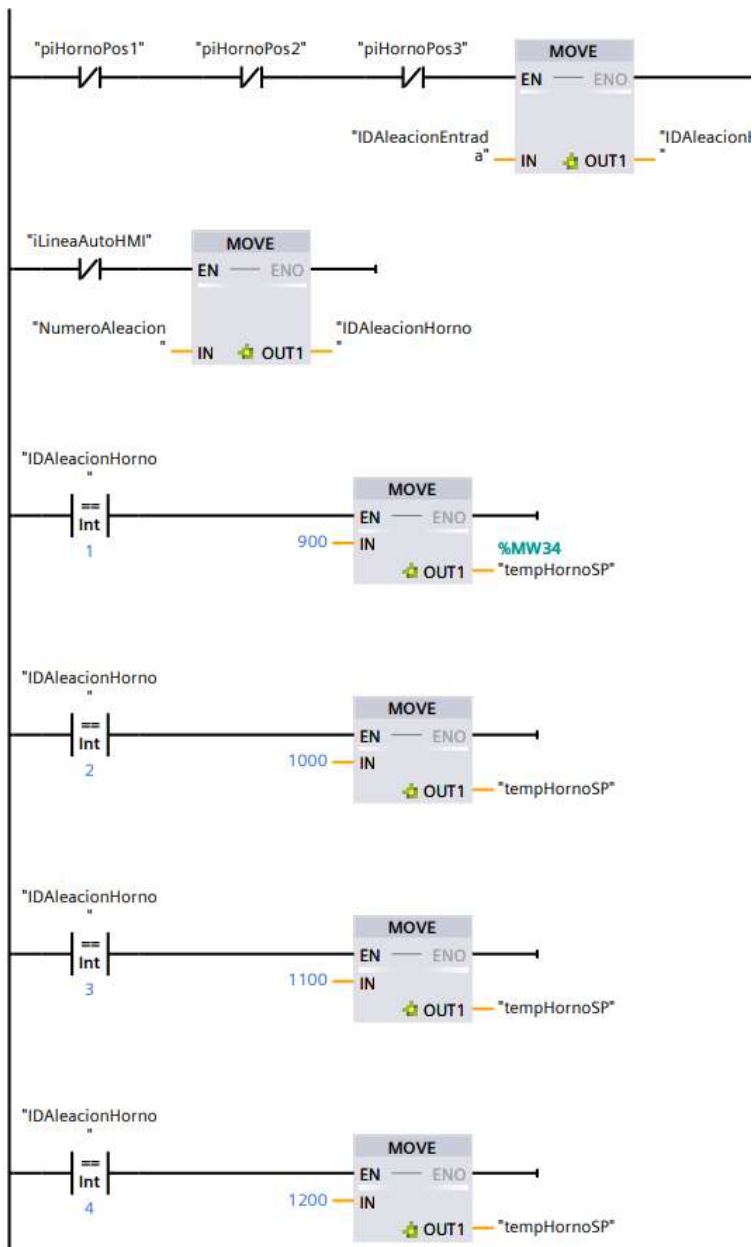 "piHornoPos1" "piHornoPos2" "piHornoPos3"
MOVE
EN ENO
"IDAleacionEntrad
a"
IN OUT1
"IDAleacionH
"
"iLineaAutoHMI"
MOVE
EN ENO
"NumeroAleacion
"
IN OUT1
"IDAleacionHorno
"
"IDAleacionHorno
"
==
Int
1
MOVE
EN ENO
900 IN
%MW34
OUT1 "tempHornoSP"
"IDAleacionHorno
"
==
Int
2
MOVE
EN ENO
1000 IN
OUT1 "tempHornoSP"
"IDAleacionHorno
"
==
Int
3
MOVE
EN ENO
1100 IN
OUT1 "tempHornoSP"
"IDAleacionHorno
"
==
Int
4
MOVE
EN ENO
1200 IN
OUT1 "tempHornoSP"